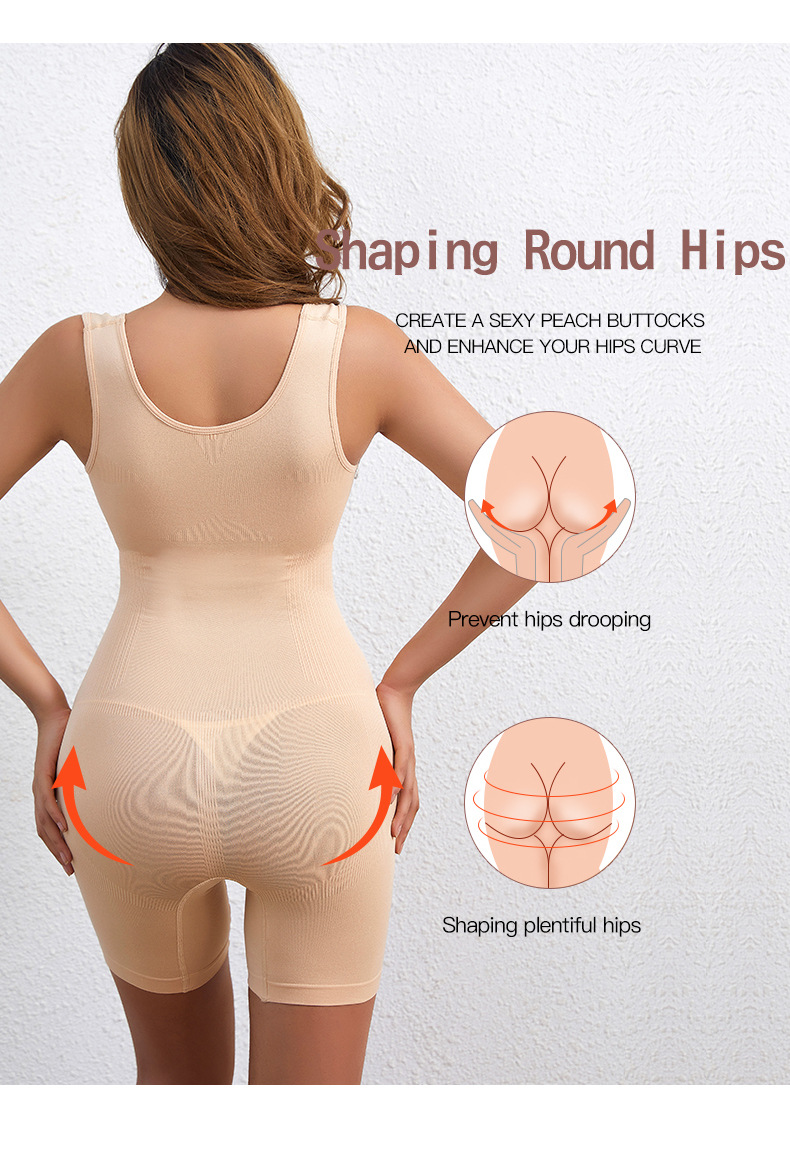 Shaping Round Hips
CREATE A SEXY PEACH BUTTOCKS
AND ENHANCE YOUR HIPS CURVE
Prevent hips drooping
Shaping plentiful hips